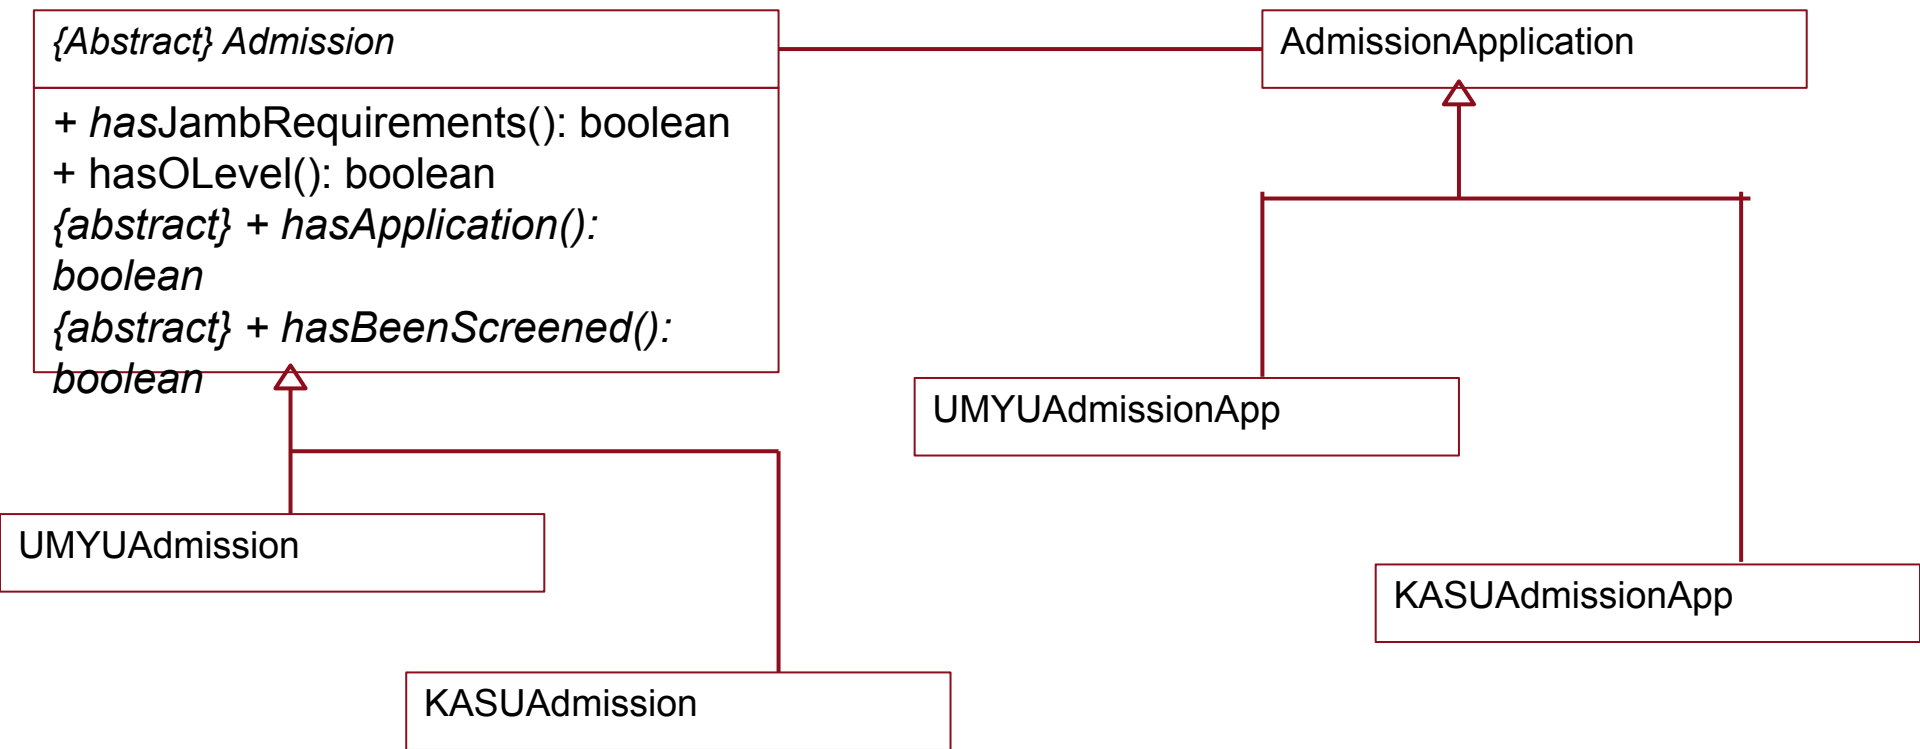 {Abstract} Admission
+ hasJambRequirements(): boolean
+ hasOLevel(): boolean
{abstract} + hasApplication():
boolean
{abstract} + hasBeenScreened():
boolean
AdmissionApplication
UMYUAdmissionApp
UMYUAdmission
KASUAdmissionApp
KASUAdmission